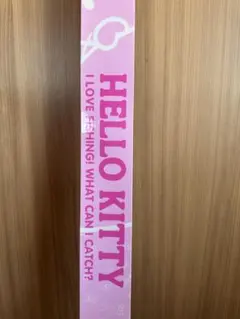 HELLO KITTY
I LOVE FISHING! WHAT CAN I CATCH?